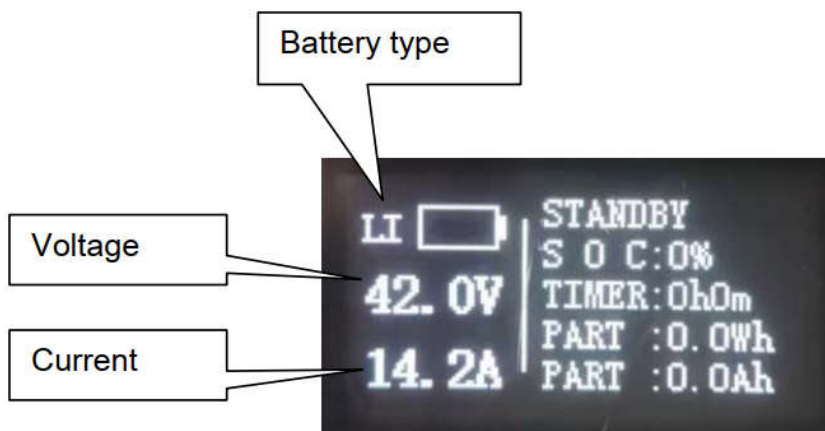 Battery type
Voltage
Current
LI
42.0V
14.2A
STANDBY
S O C:0%
TIMER:0h0m
PART :0.0Wh
PART :0.0Ah